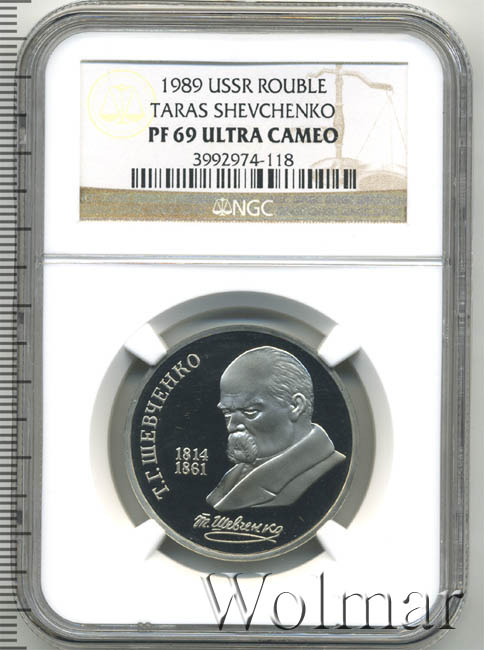 1989 USSR ROUBLE
TARAS SHEVCHENKO
PF 69 ULTRA CAMEO
3992974-118
NGC
Т.Г. ШЕВЧЕНКО
1814
1861
Т. Шевченко
Wolmar